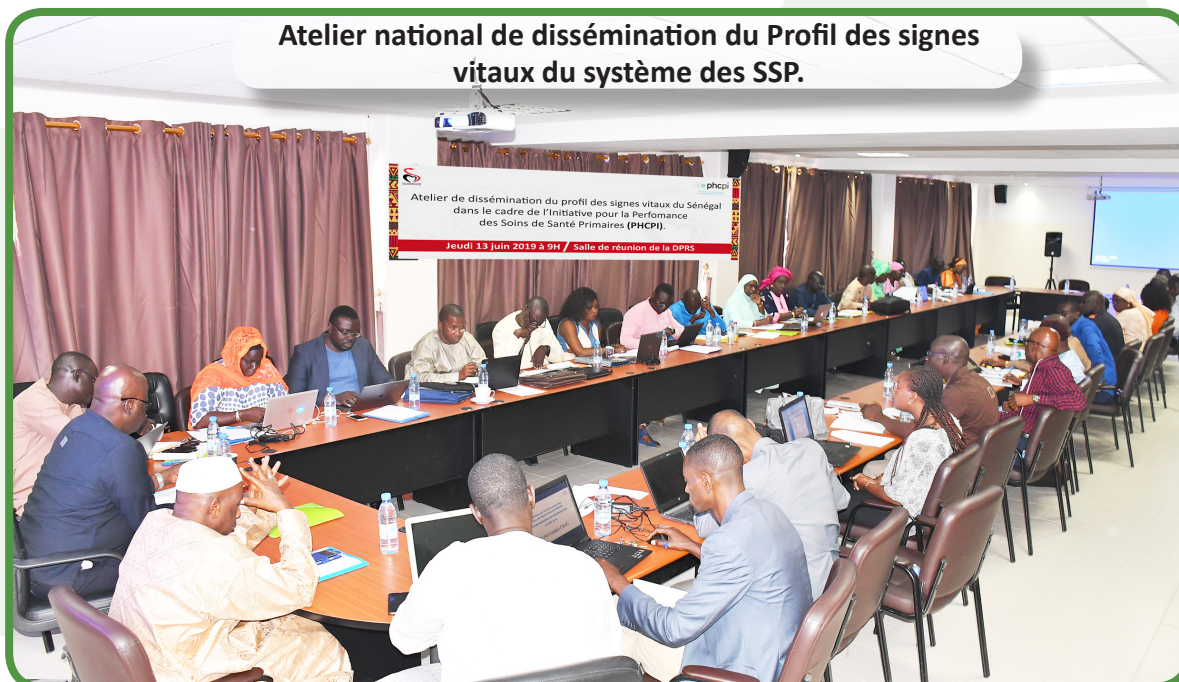 Atelier national de dissémination du Profil des signes
vitaux du système des SSP.
phcpi
Atelier de dissémination du profil des signes vitaux du Sénégal
dans le cadre de l'Initiative pour la Perfomance
des Soins de Santé Primaires (PHCPI).
Jeudi 13 juin 2019 à 9H / Salle de réunion de la DPRS